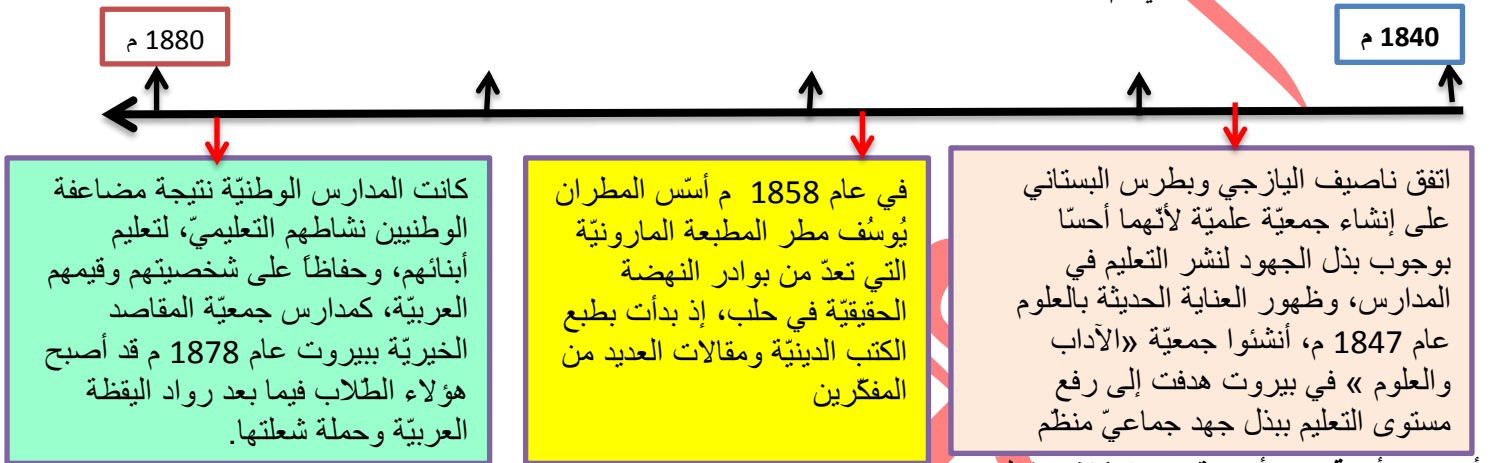 1840 م
1880 م
اتفق ناصيف اليازجي وبطرس البستاني
على إنشاء جمعيّة علميّة لأنّهما أحسّا
بوجوب بذل الجهود لنشر التعليم في
المدارس، وظهور العناية الحديثة بالعلوم
عام 1847 م، أنشئوا جمعيّة «الآداب
والعلوم » في بيروت هدفت إلى رفع
مستوى التعليم ببذل جهد جماعيّ منظّم
في عام 1858 م أسّس المطران
يُوسُف مطر المطبعة المارونيّة
التي تعدّ من بوادر النهضة
الحقيقيّة في حلب، إذ بدأت بطبع
الكتب الدينيّة ومقالات العديد من
المفكّرين
كانت المدارس الوطنيّة نتيجة مضاعفة
الوطنيين نشاطهم التعليميّ، لتعليم
أبنائهم، وحفاظاً على شخصيتهم وقيمهم
العربيّة، كمدارس جمعيّة المقاصد
الخيريّة ببيروت عام 1878 م قد أصبح
هؤلاء الطّلاب فيما بعد رواد اليقظة
العربيّة وحملة شعلتها.